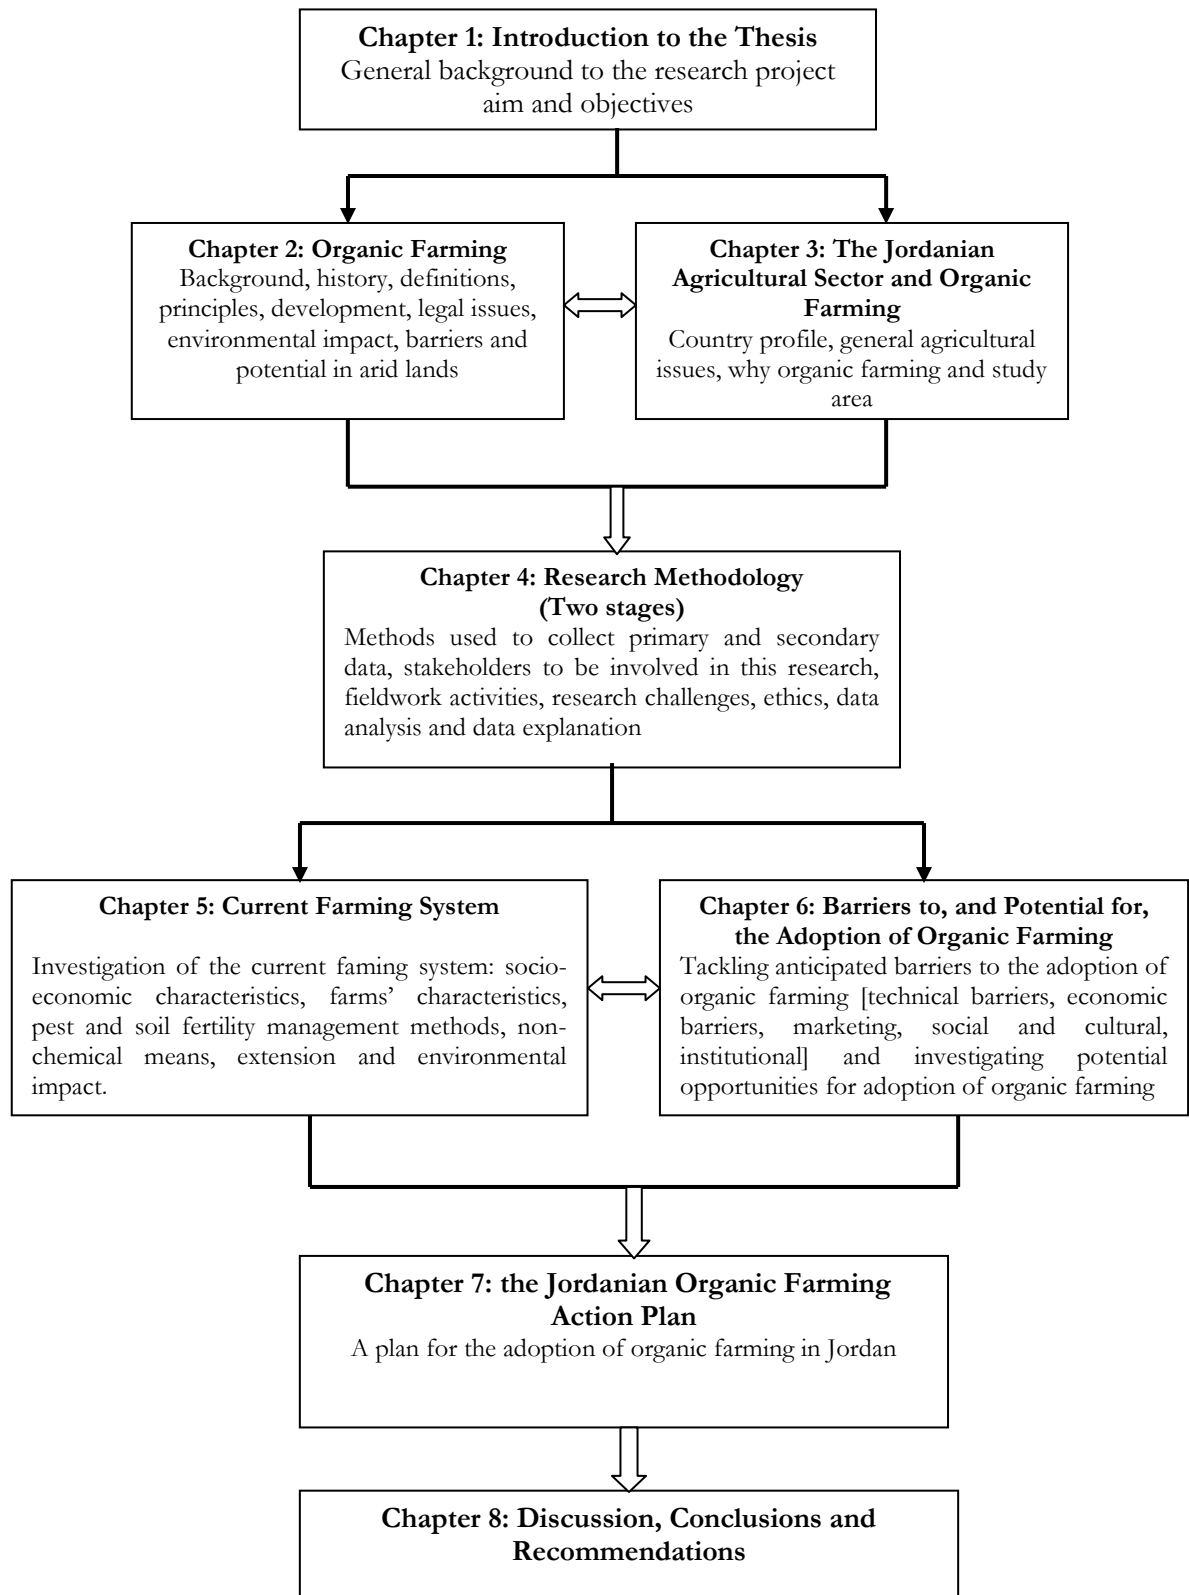 Chapter 1: Introduction to the Thesis
General background to the research project
aim and objectives
Chapter 2: Organic Farming
Background, history, definitions,
principles, development, legal issues,
environmental impact, barriers and
potential in arid lands
Chapter 3: The Jordanian
Agricultural Sector and Organic
Farming
Country profile, general agricultural
issues, why organic farming and study
area
Chapter 4: Research Methodology
(Two stages)
Methods used to collect primary and secondary
data, stakeholders to be involved in this research,
fieldwork activities, research challenges, ethics, data
analysis and data explanation
Chapter 5: Current Farming System
Investigation of the current faming system: socio-
economic characteristics, farms’ characteristics,
pest and soil fertility management methods, non-
chemical means, extension and environmental
impact.
Chapter 6: Barriers to, and Potential for,
the Adoption of Organic Farming
Tackling anticipated barriers to the adoption of
organic farming [technical barriers, economic
barriers, marketing, social and cultural,
institutional] and investigating potential
opportunities for adoption of organic farming
Chapter 7: the Jordanian Organic Farming
Action Plan
A plan for the adoption of organic farming in Jordan
Chapter 8: Discussion, Conclusions and
Recommendations